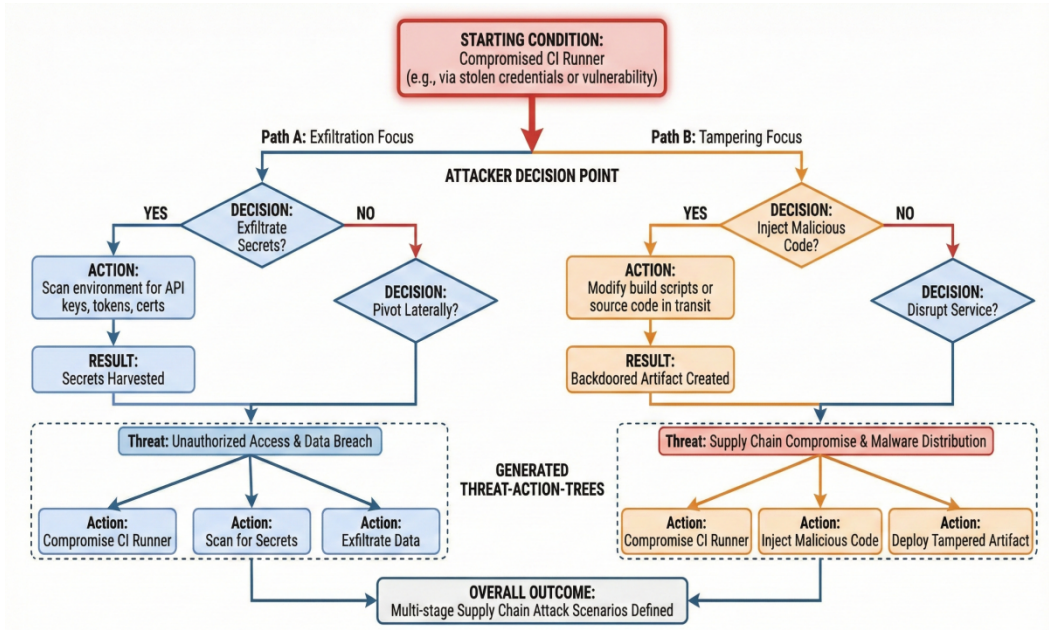 STARTING CONDITION:
Compromised CI Runner
(e.g., via stolen credentials or vulnerability)
Path A: Exfiltration Focus
Path B: Tampering Focus
ATTACKER DECISION POINT
YES
DECISION:
Exfiltrate
Secrets?
NO
ACTION:
Scan environment for API
keys, tokens, certs
DECISION:
Pivot Laterally?
RESULT:
Secrets Harvested
YES
DECISION:
Inject Malicious
Code?
NO
ACTION:
Modify build scripts or
source code in transit
DECISION:
Disrupt Service?
RESULT:
Backdoored Artifact Created
Threat: Unauthorized Access & Data Breach
Action:
Compromise CI Runner
Action:
Scan for Secrets
Action:
Exfiltrate Data
GENERATED
THREAT-ACTION-TREES
Threat: Supply Chain Compromise & Malware Distribution
Action:
Compromise CI Runner
Action:
Inject Malicious Code
Action:
Deploy Tampered Artifact
OVERALL OUTCOME:
Multi-stage Supply Chain Attack Scenarios Defined